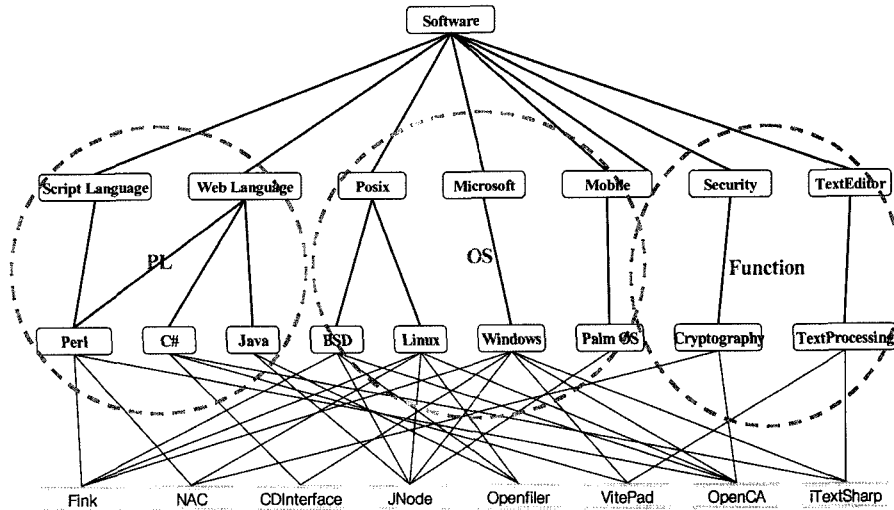 Software
Script Language Web Language Posix Microsoft Mobile Security TextEditor
PL OS Function
Perl C# Java BSD Linux Windows Palm OS Cryptography TextProcessing
Fink NAC CDInterface JNode Openfiler VitePad OpenCA iTextSharp